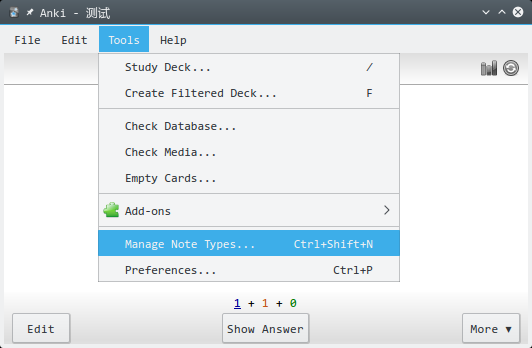 Anki - 测试
File Edit Tools Help
Study Deck... /
Create Filtered Deck... F
Check Database...
Check Media...
Empty Cards...
Add-ons
Manage Note Types... Ctrl+Shift+N
Preferences... Ctrl+P
1 + 1 + 0
Edit Show Answer More ▼